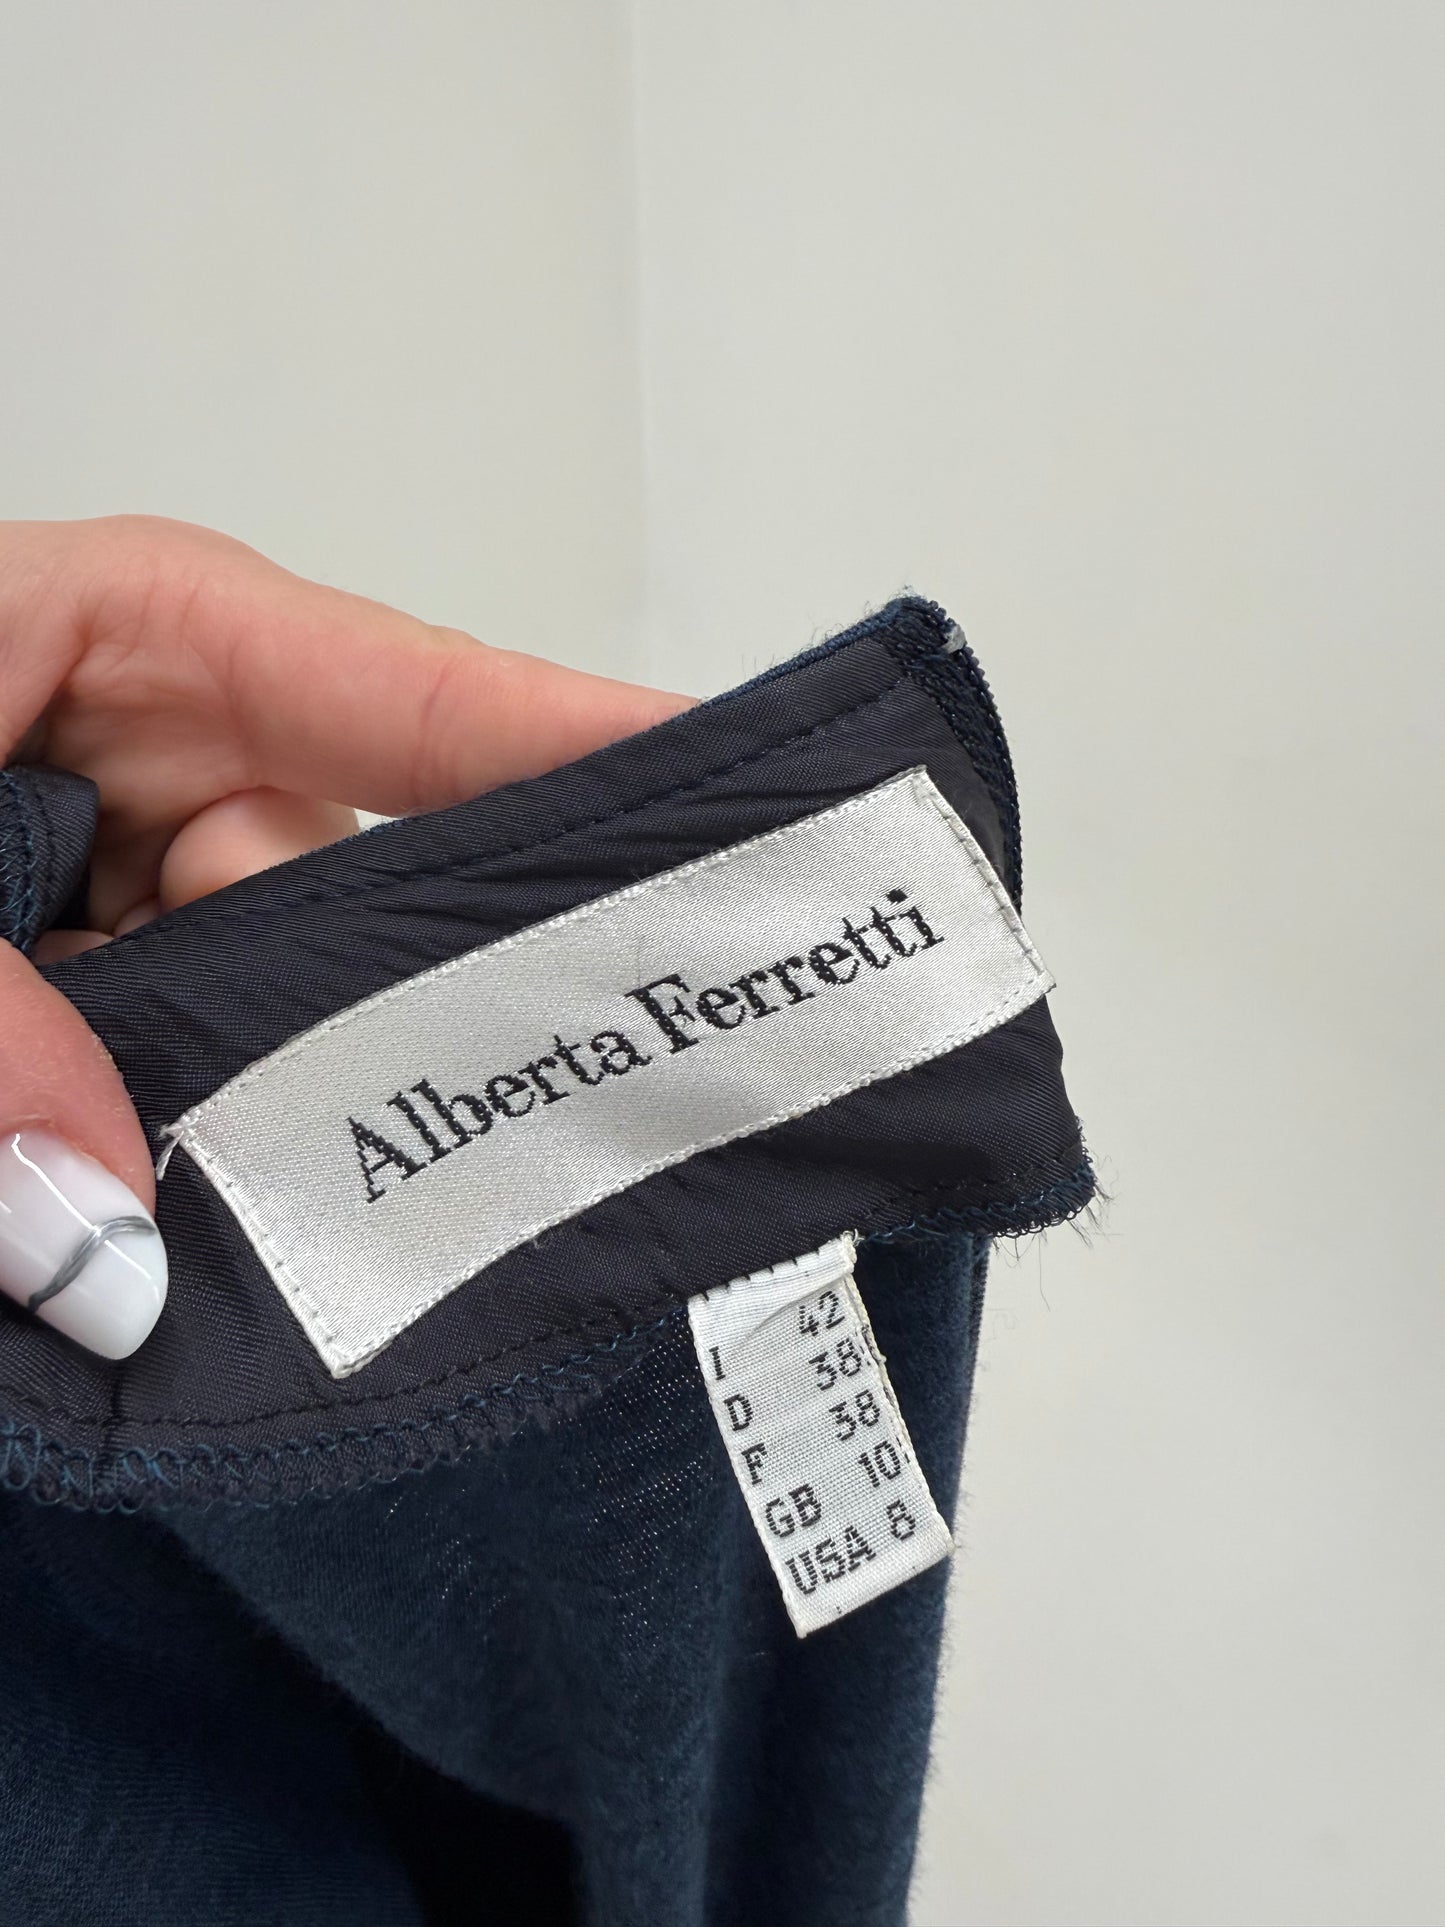 Alberta Ferretti
I 42
D 38
F 38
GB 10
USA 8